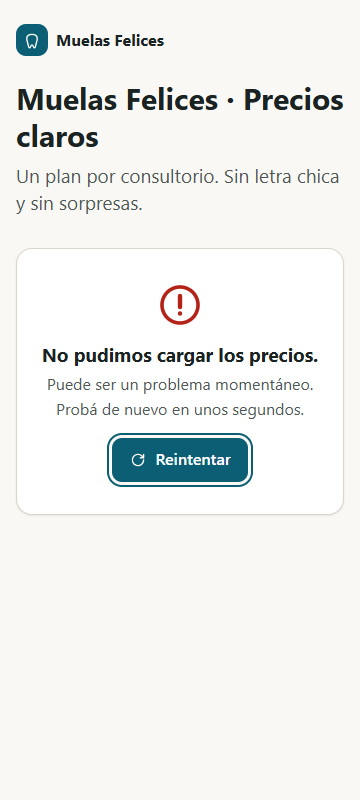 Muelas Felices
Muelas Felices · Precios
claros
Un plan por consultorio. Sin letra chica
y sin sorpresas.
No pudimos cargar los precios.
Puede ser un problema momentáneo.
Probá de nuevo en unos segundos.
Reintentar